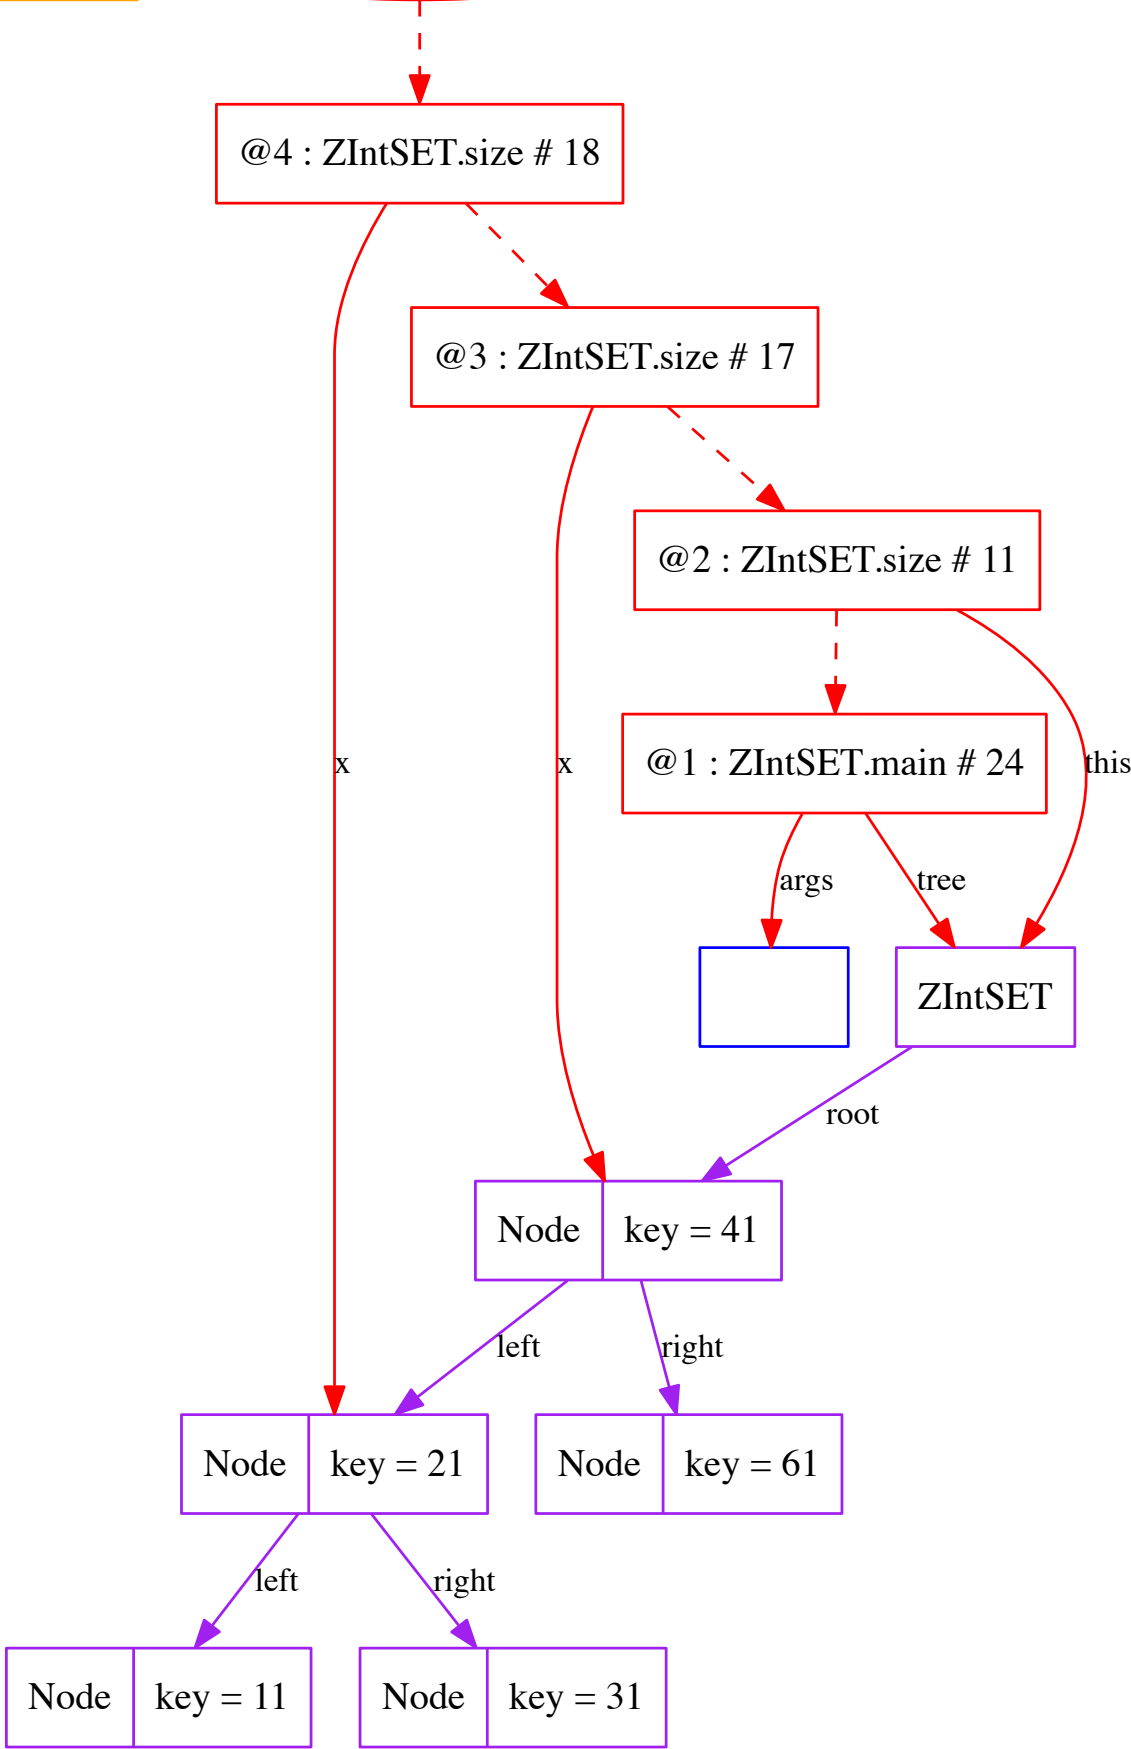 @4 : ZIntSET.size # 18
@3 : ZIntSET.size # 17
@2 : ZIntSET.size # 11
x
x
@1 : ZIntSET.main # 24
this
args
tree
ZIntSET
root
Node
key = 41
left
right
Node
key = 21
Node
key = 61
left
right
Node
key = 11
Node
key = 31